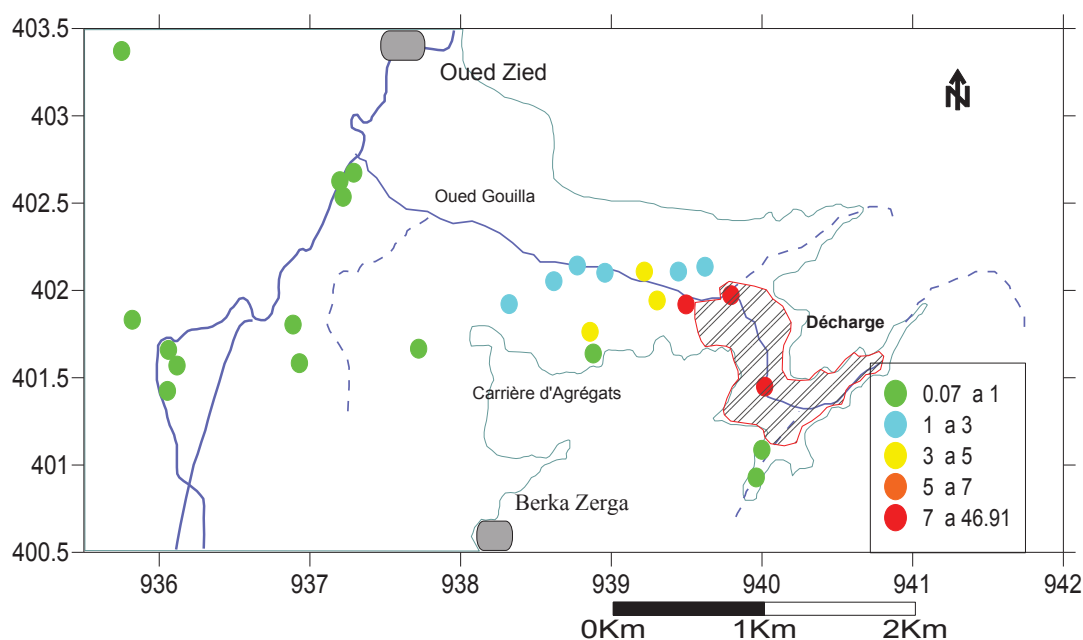 403.5
403
402.5
402
401.5
401
400.5
936
937
938
939
940
941
942
Oued Zied
N
Oued Gouilla
Décharge
Carrière d'Agrégats
Berka Zerga
0.07 a 1
1 a 3
3 a 5
5 a 7
7 a 46.91
0Km
1Km
2Km